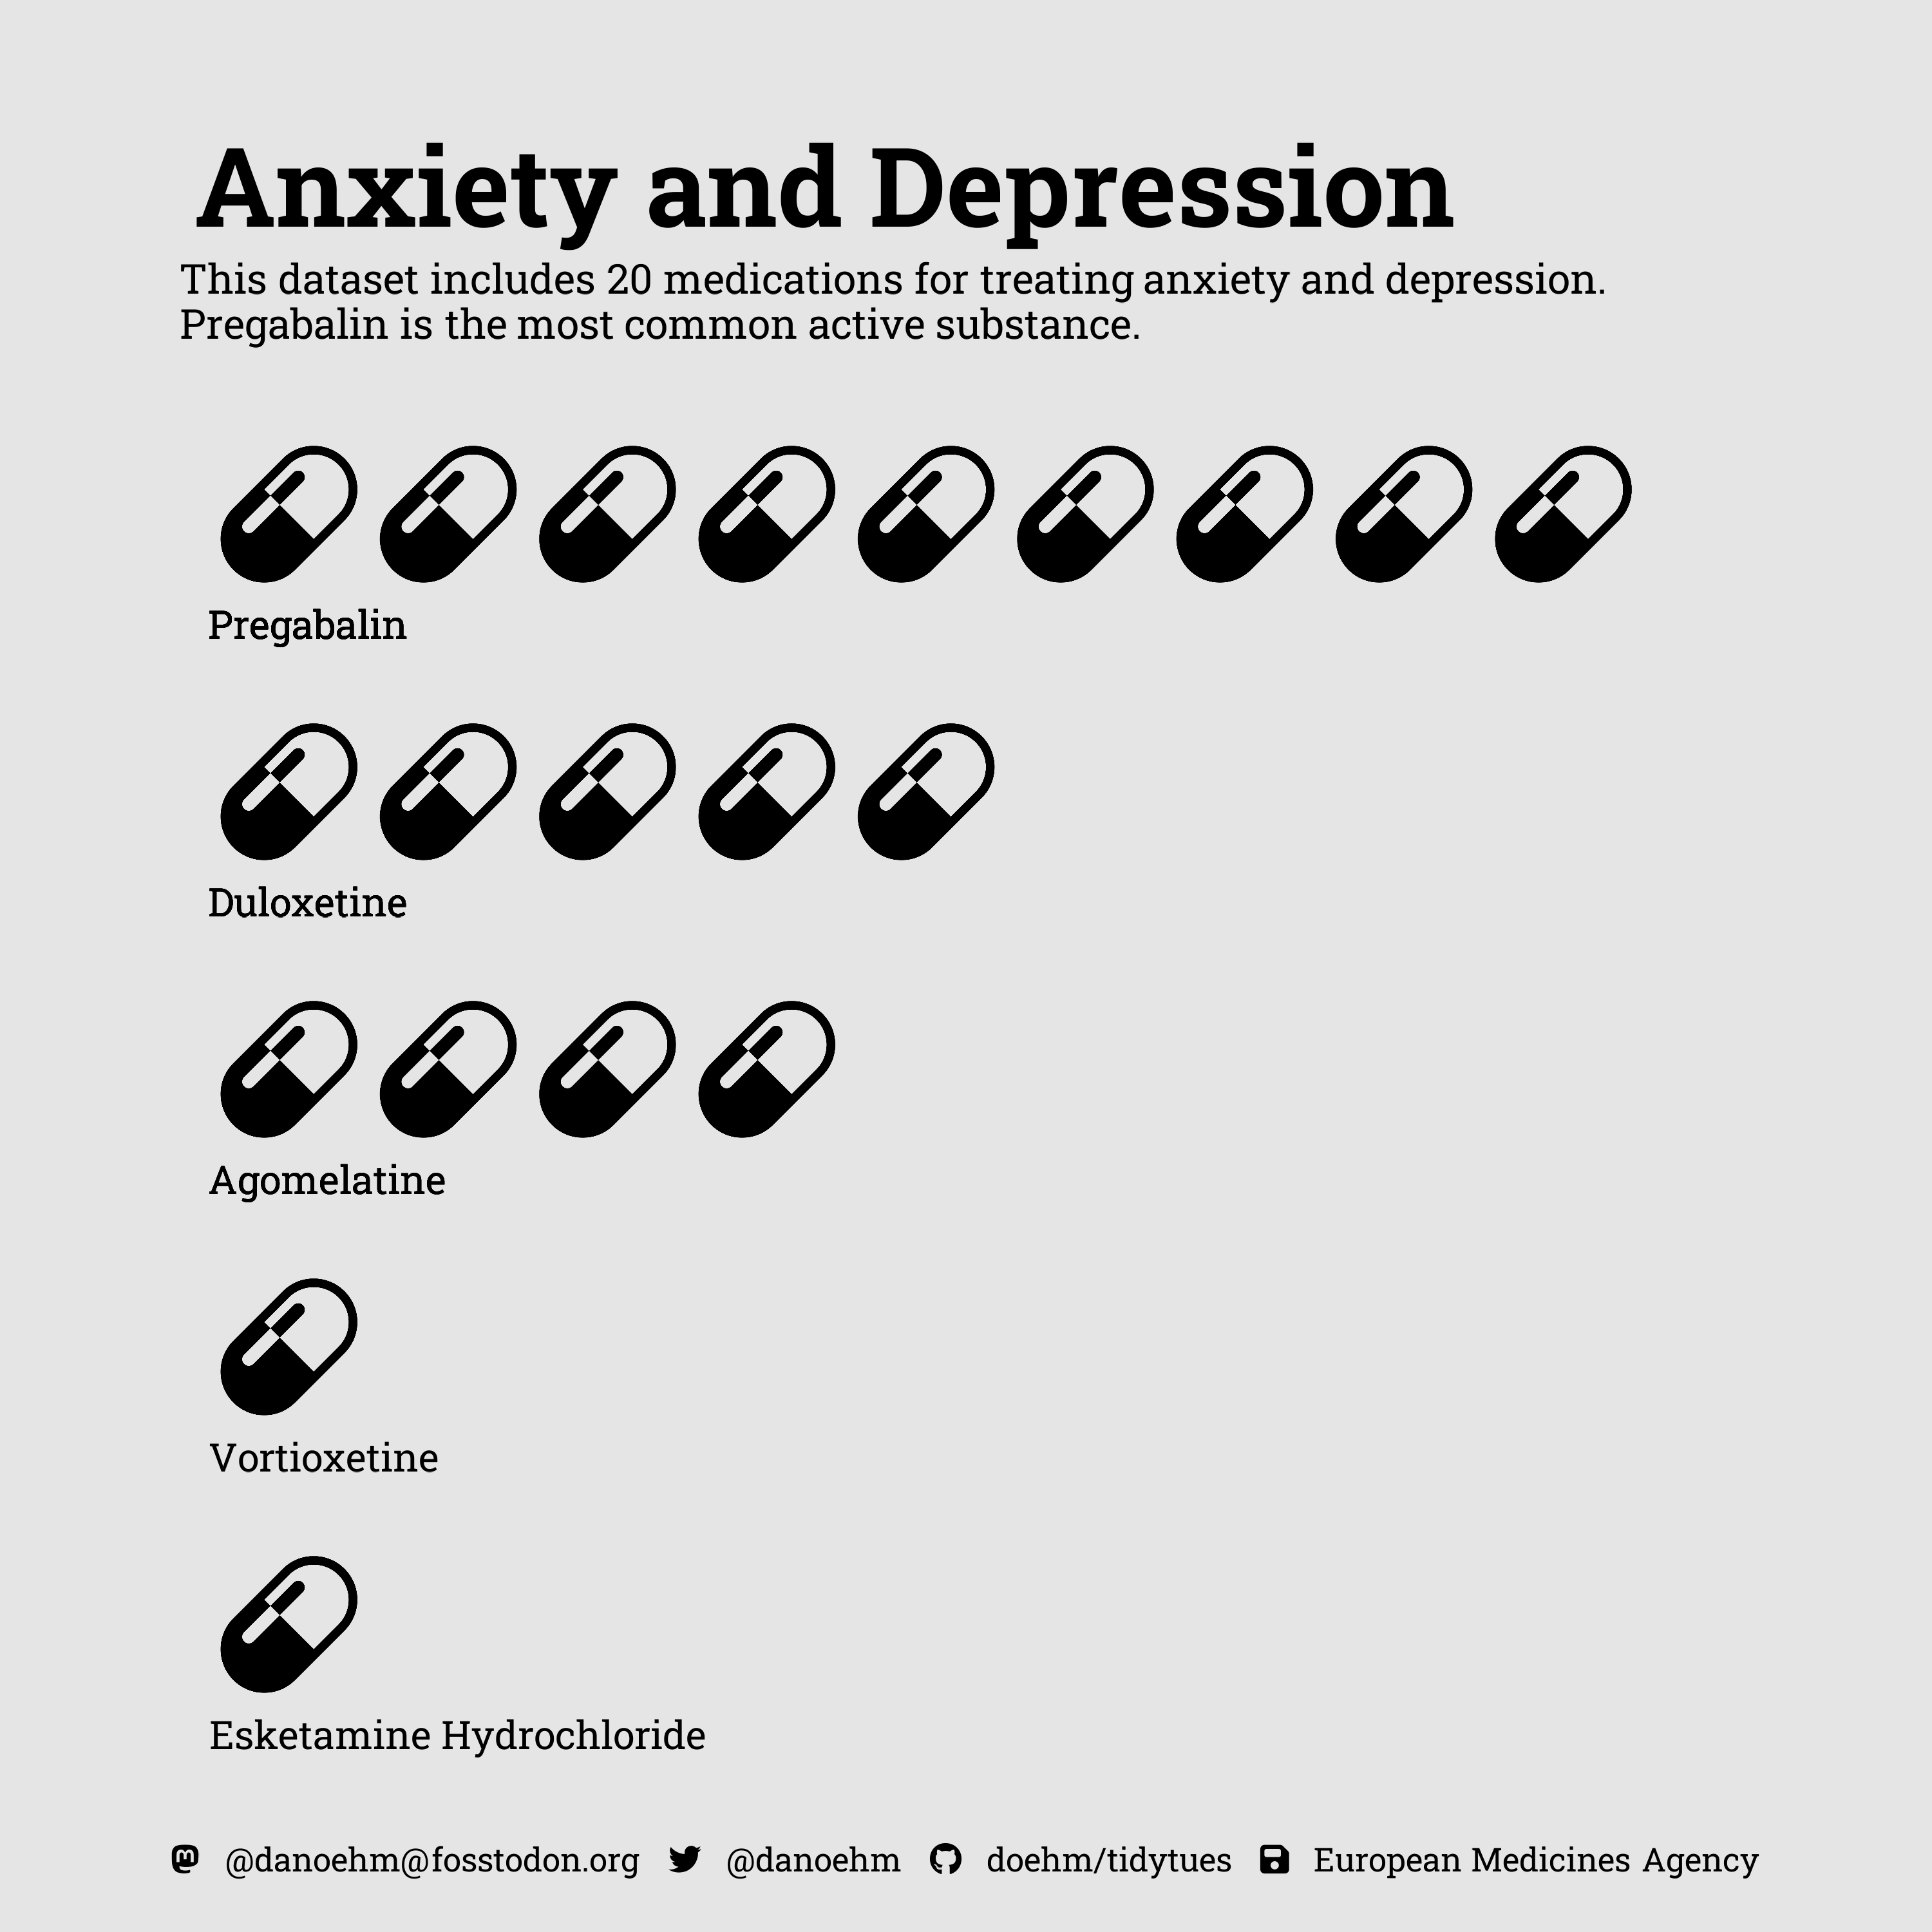 Anxiety and Depression
This dataset includes 20 medications for treating anxiety and depression.
Pregabalin is the most common active substance.
Pregabalin
Duloxetine
Agomelatine
Vortioxetine
Esketamine Hydrochloride
@danoehm@fosstodon.org @danoehm doehm/tidytues European Medicines Agency